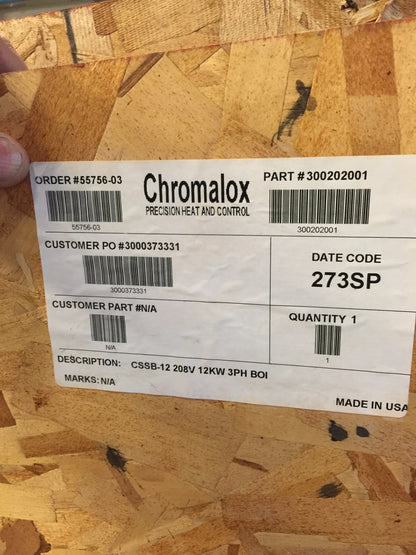 ORDER #55756-03
55756-03
Chromalox
PRECISION HEAT AND CONTROL
PART # 300202001
300202001
CUSTOMER PO #3000373331
3000373331
DATE CODE
273SP
CUSTOMER PART #N/A
N/A
QUANTITY 1
1
DESCRIPTION: CSSB-12 208V 12KW 3PH BOI
MARKS: N/A
MADE IN USA